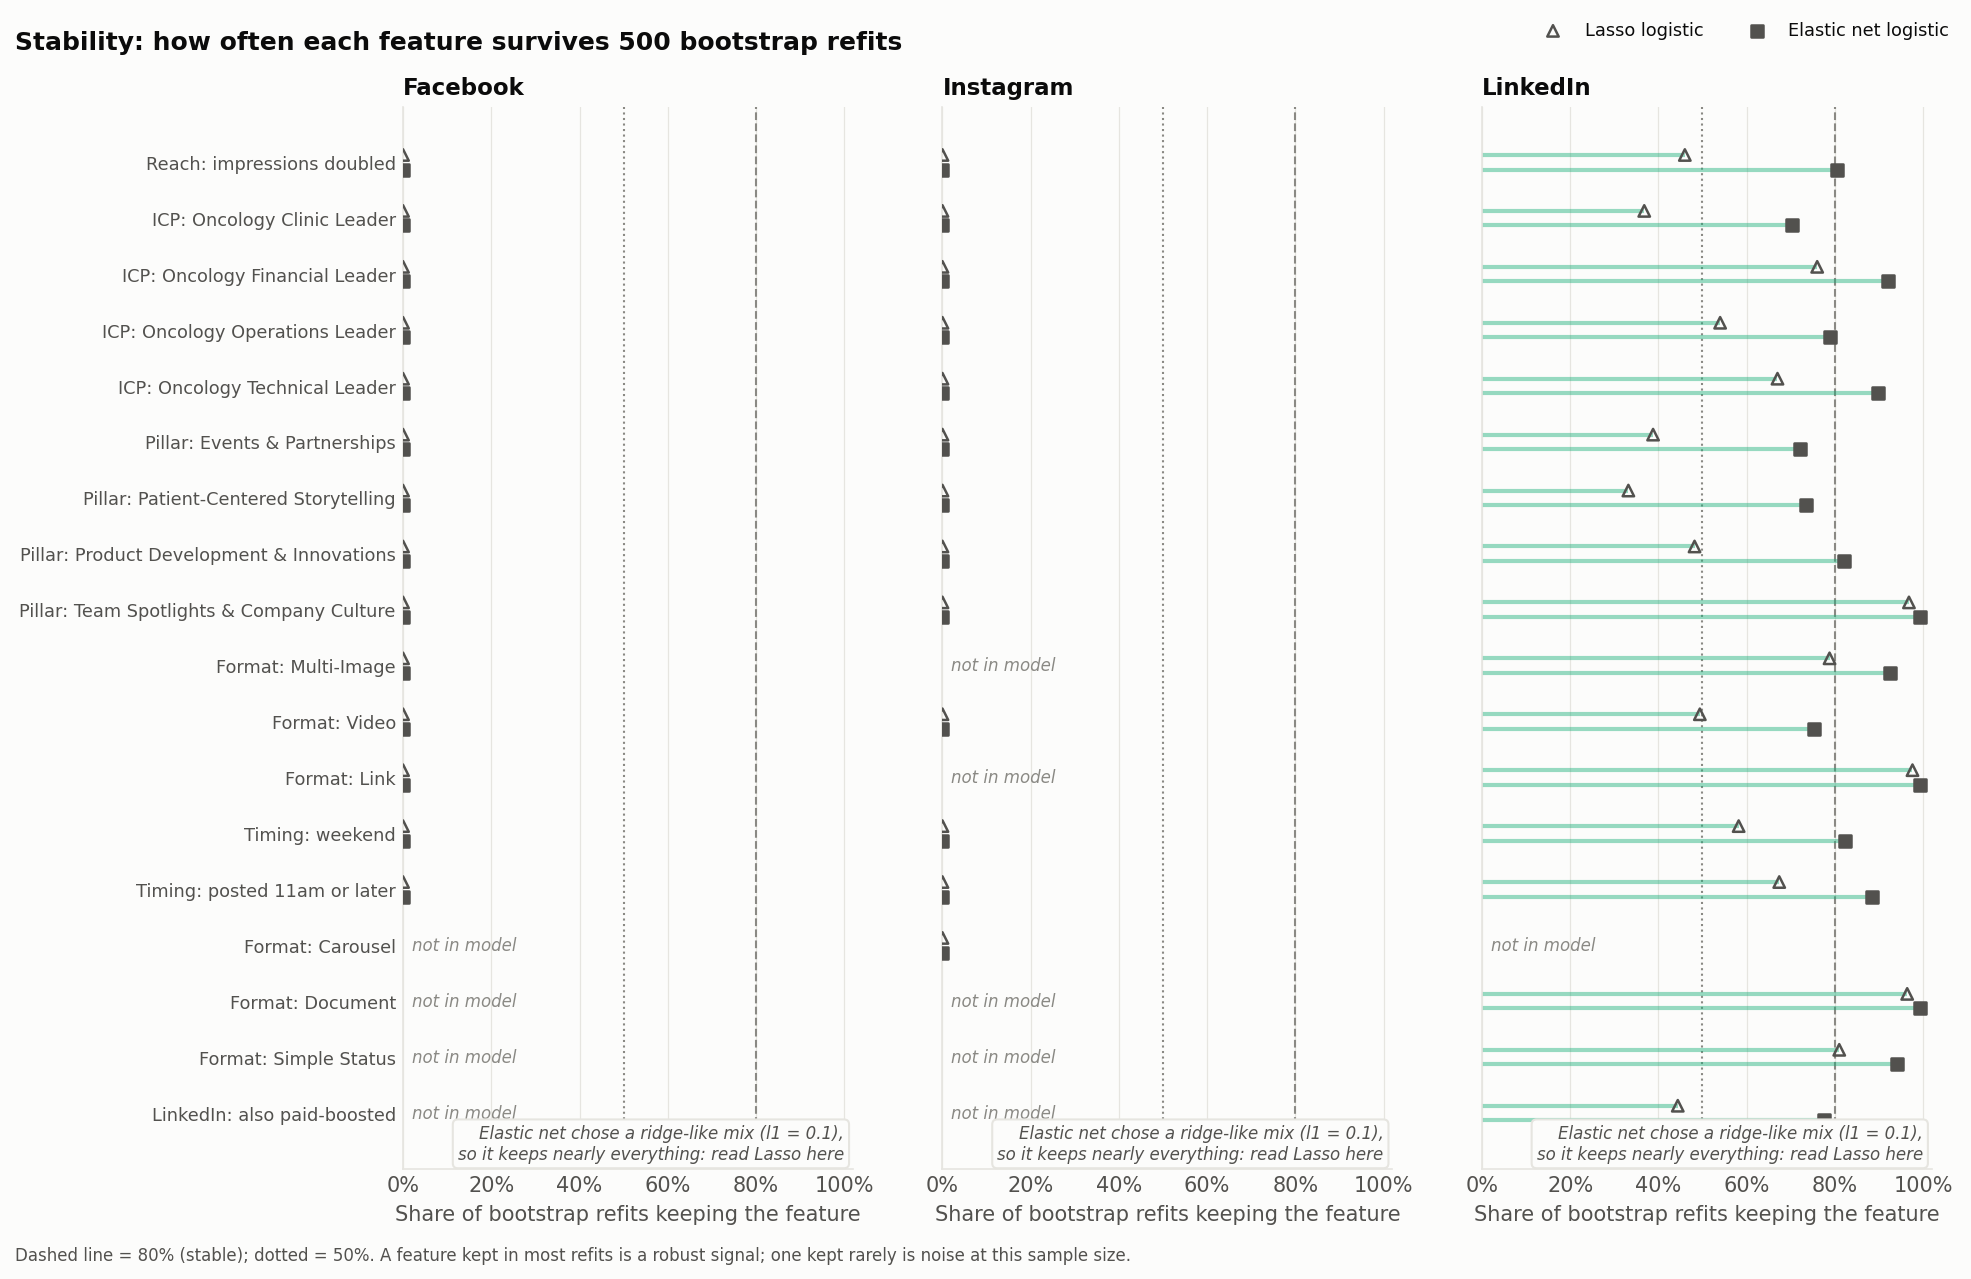 Stability: how often each feature survives 500 bootstrap refits
Lasso logistic
Elastic net logistic
Facebook
Instagram
LinkedIn
Reach: impressions doubled
ICP: Oncology Clinic Leader
ICP: Oncology Financial Leader
ICP: Oncology Operations Leader
ICP: Oncology Technical Leader
Pillar: Events & Partnerships
Pillar: Patient-Centered Storytelling
Pillar: Product Development & Innovations
Pillar: Team Spotlights & Company Culture
Format: Multi-Image
not in model
Format: Video
Format: Link
not in model
Timing: weekend
Timing: posted 11am or later
Format: Carousel
not in model
not in model
Format: Document
not in model
not in model
Format: Simple Status
not in model
not in model
LinkedIn: also paid-boosted
not in model
not in model
Elastic net chose a ridge-like mix (l1 = 0.1),
so it keeps nearly everything: read Lasso here
Elastic net chose a ridge-like mix (l1 = 0.1),
so it keeps nearly everything: read Lasso here
Elastic net chose a ridge-like mix (l1 = 0.1),
so it keeps nearly everything: read Lasso here
0% 20% 40% 60% 80% 100%
0% 20% 40% 60% 80% 100%
0% 20% 40% 60% 80% 100%
Share of bootstrap refits keeping the feature
Share of bootstrap refits keeping the feature
Share of bootstrap refits keeping the feature
Dashed line = 80% (stable); dotted = 50%. A feature kept in most refits is a robust signal; one kept rarely is noise at this sample size.